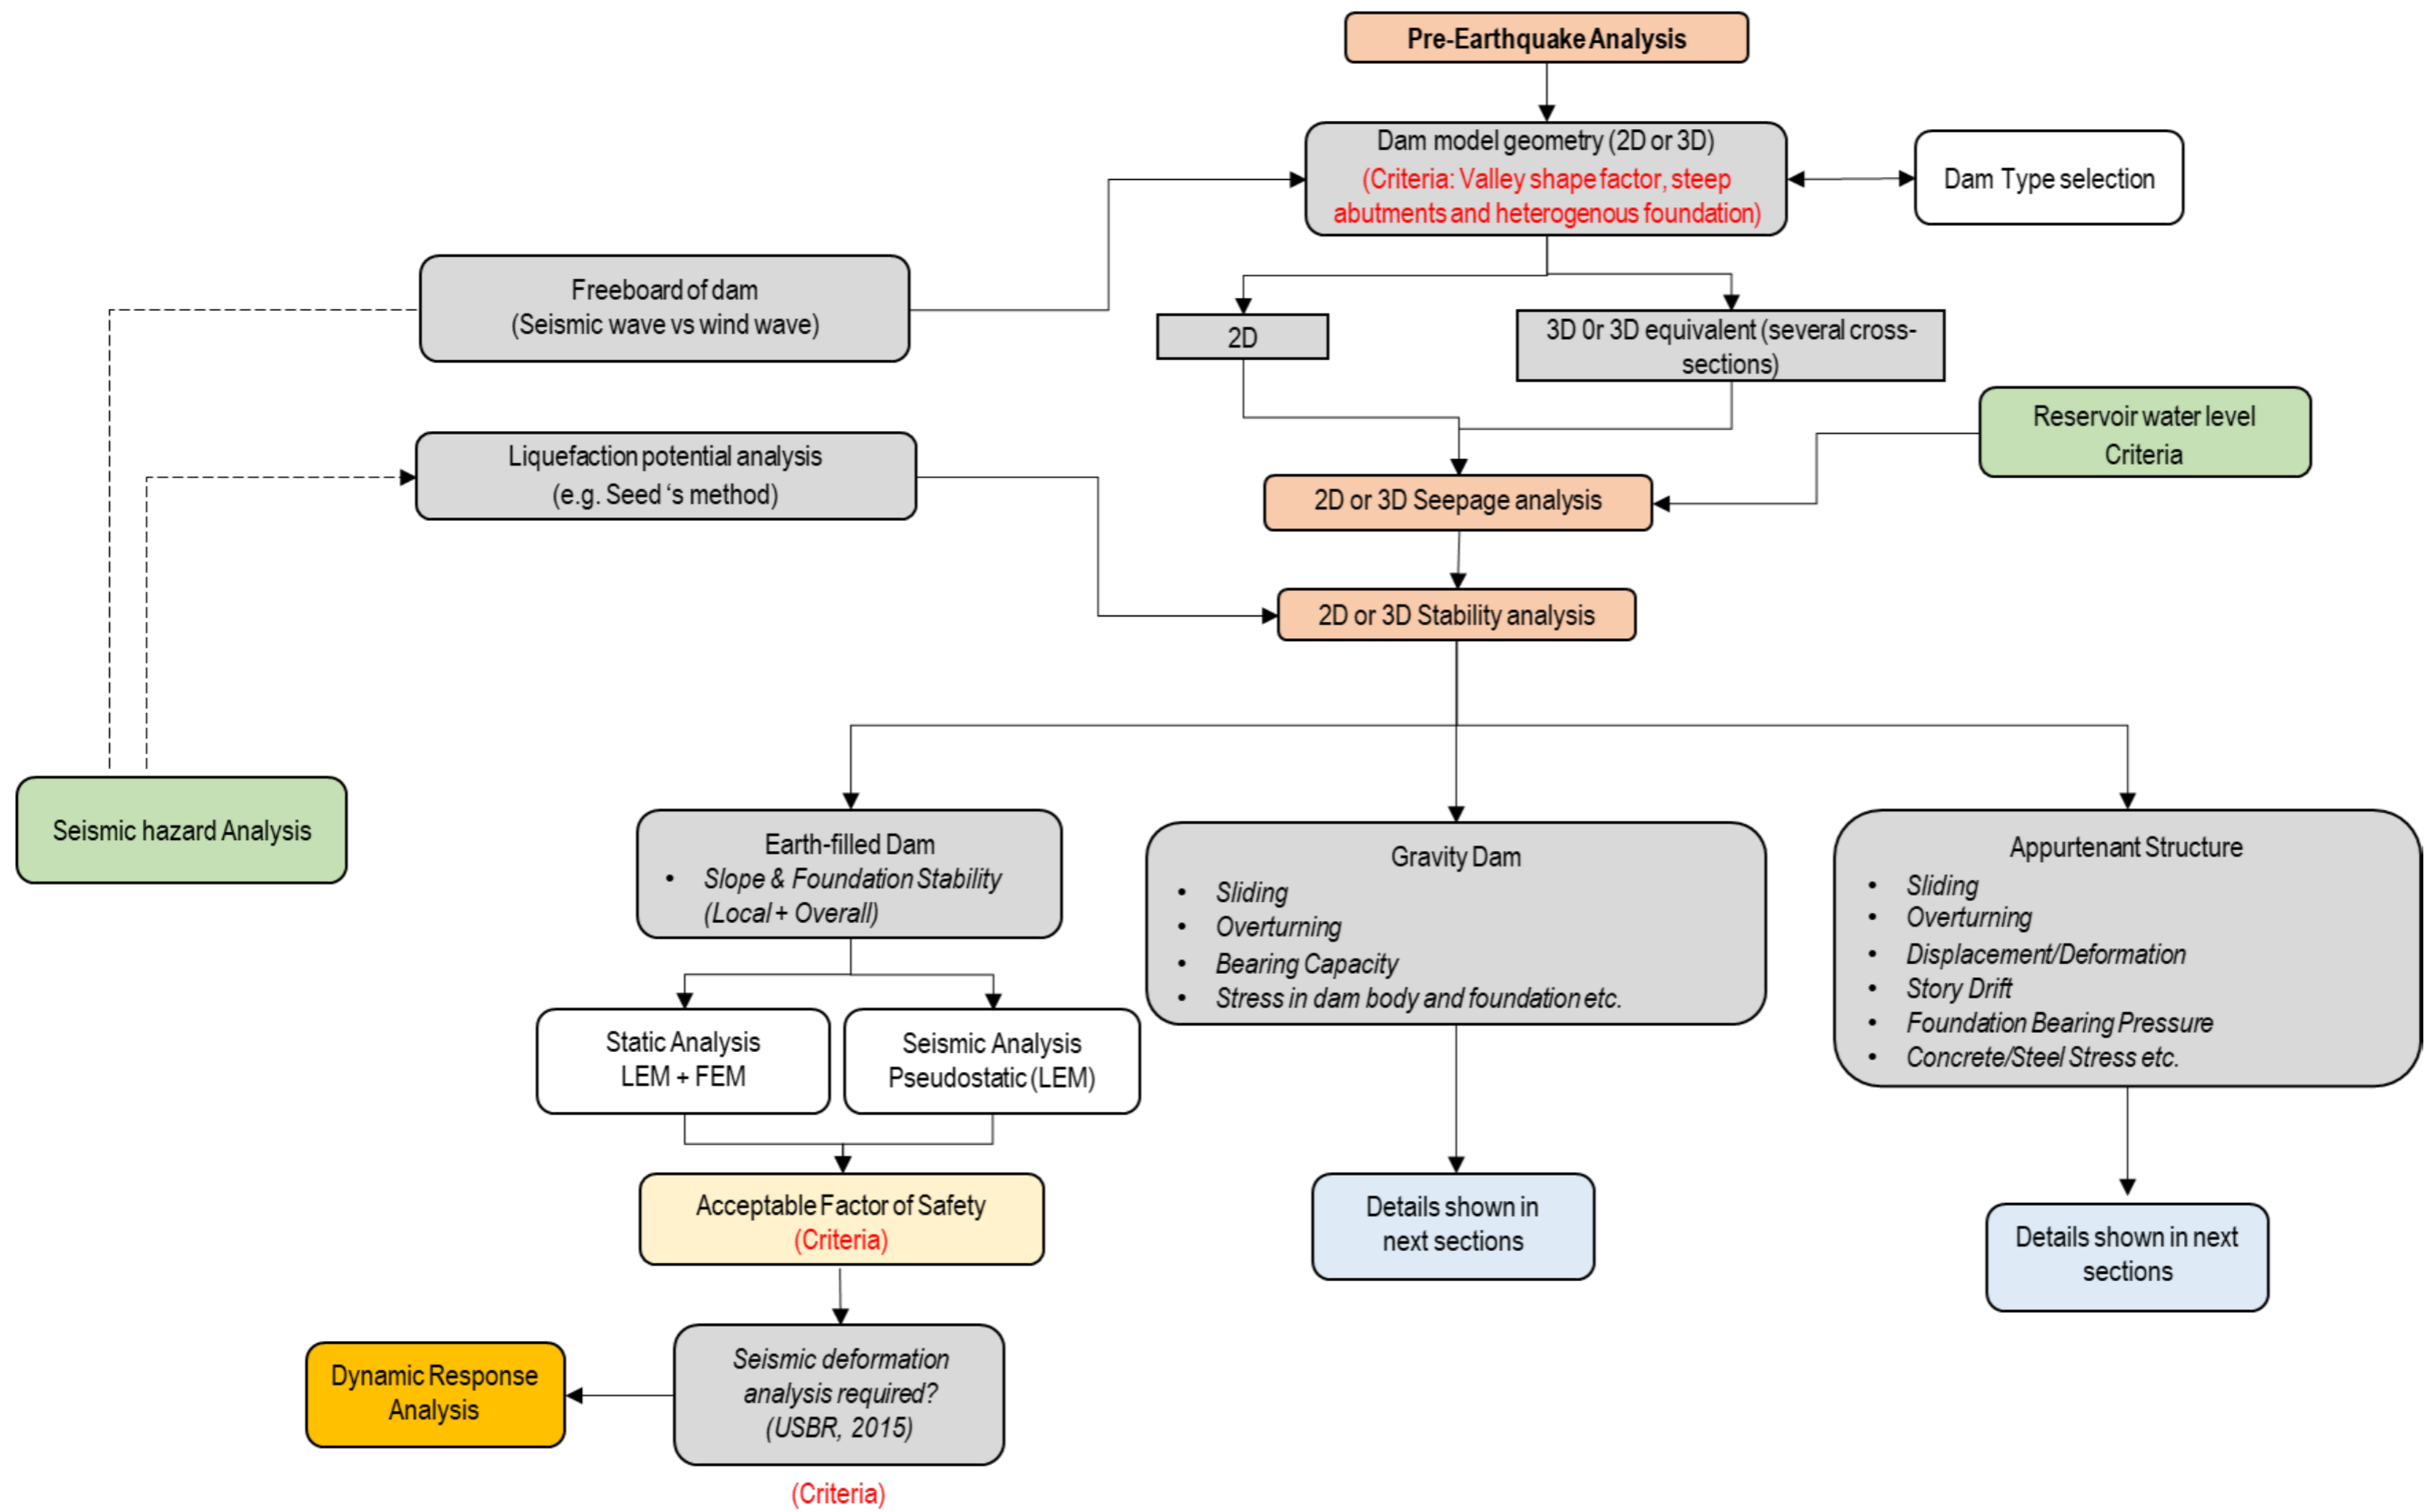 Pre-Earthquake Analysis
Dam model geometry (2D or 3D)
(Criteria: Valley shape factor, steep
abutments and heterogenous foundation)
Dam Type selection
Freeboard of dam
(Seismic wave vs wind wave)
2D
3D 0r 3D equivalent (several cross-
sections)
Reservoir water level
Criteria
Liquefaction potential analysis
(e.g. Seed ‘s method)
2D or 3D Seepage analysis
2D or 3D Stability analysis
Seismic hazard Analysis
Earth-filled Dam
• Slope & Foundation Stability
(Local + Overall)
Gravity Dam
• Sliding
• Overturning
• Bearing Capacity
• Stress in dam body and foundation etc.
Appurtenant Structure
• Sliding
• Overturning
• Displacement/Deformation
• Story Drift
• Foundation Bearing Pressure
• Concrete/Steel Stress etc.
Static Analysis
LEM + FEM
Seismic Analysis
Pseudostatic (LEM)
Acceptable Factor of Safety
(Criteria)
Details shown in
next sections
Details shown in next
sections
Seismic deformation
analysis required?
(USBR, 2015)
Dynamic Response
Analysis
(Criteria)